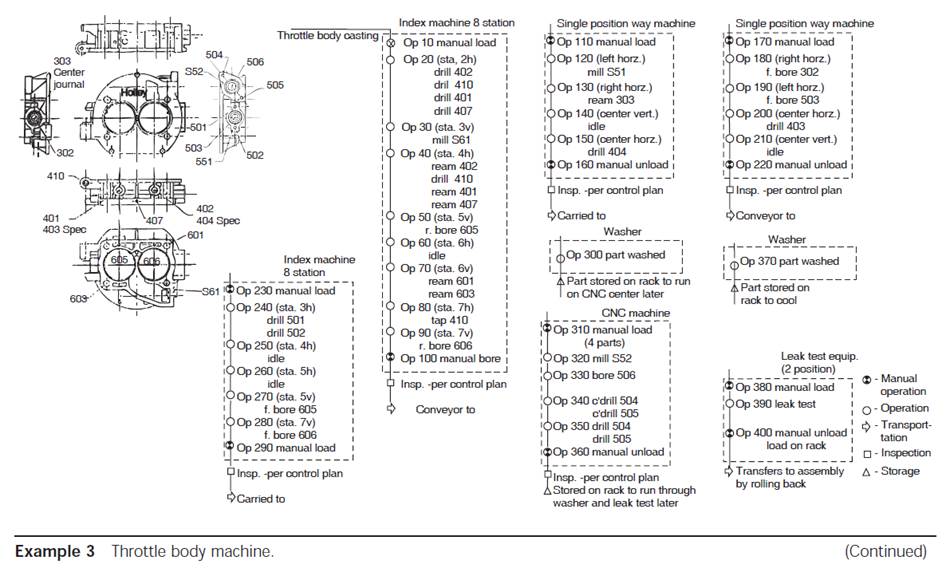 303
Center
journal
302
Holley
504
S52
506
505
501
503
551
502
410
401
403 Spec
407
402
404 Spec
601
605
606
603
S61
Index machine
8 station
Op 230 manual load
Op 240 (sta. 3h)
drill 501
drill 502
Op 250 (sta. 4h)
idle
Op 260 (sta. 5h)
idle
Op 270 (sta. 5v)
f. bore 605
Op 280 (sta. 7v)
f. bore 606
Op 290 manual load
Insp. -per control plan
Carried to
Index machine 8 station
Throttle body casting
Op 10 manual load
Op 20 (sta, 2h)
drill 402
dril 410
drill 401
drill 407
Op 30 (sta. 3v)
mill S61
Op 40 (sta. 4h)
ream 402
drill 410
ream 401
ream 407
Op 50 (sta. 5v)
r. bore 605
Op 60 (sta. 6h)
idle
Op 70 (sta. 6v)
ream 601
ream 603
Op 80 (sta. 7h)
tap 410
Op 90 (sta. 7v)
r. bore 606
Op 100 manual bore
Insp. -per control plan
Conveyor to
Single position way machine
Op 110 manual load
Op 120 (left horz.)
mill S51
Op 130 (right horz.)
ream 303
Op 140 (center vert.)
idle
Op 150 (center horz.)
drill 404
Op 160 manual unload
Insp. -per control plan
Carried to
Washer
Op 300 part washed
Part stored on rack to run
on CNC center later
CNC machine
Op 310 manual load
(4 parts)
Op 320 mill S52
Op 330 bore 506
Op 340 c'drill 504
c'drill 505
Op 350 drill 504
drill 505
Op 360 manual unload
Insp. -per control plan
Stored on rack to run through
washer and leak test later
Single position way machine
Op 170 manual load
Op 180 (right horz.)
f. bore 302
Op 190 (left horz.)
f. bore 503
Op 200 (center horz.)
drill 403
Op 210 (center vert.)
idle
Op 220 manual unload
Insp. -per control plan
Conveyor to
Washer
Op 370 part washed
Part stored on
rack to cool
Leak test equip.
(2 position)
Op 380 manual load
Op 390 leak test
Op 400 manual unload
load on rack
Transfers to assembly
by rolling back
- Manual
operation
- Operation
- Transpor-
tation
- Inspection
- Storage
Example 3 Throttle body machine.
(Continued)